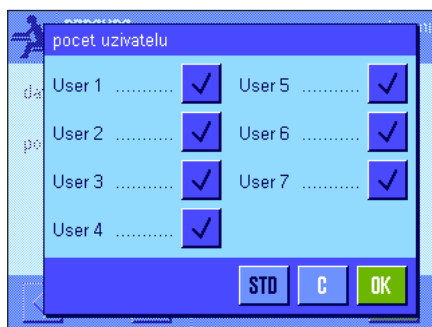 pocet uzivatelu
User 1 ...........
User 5 ...........
User 2 ...........
User 6 ...........
User 3 ...........
User 7 ...........
User 4 ...........
STD C OK